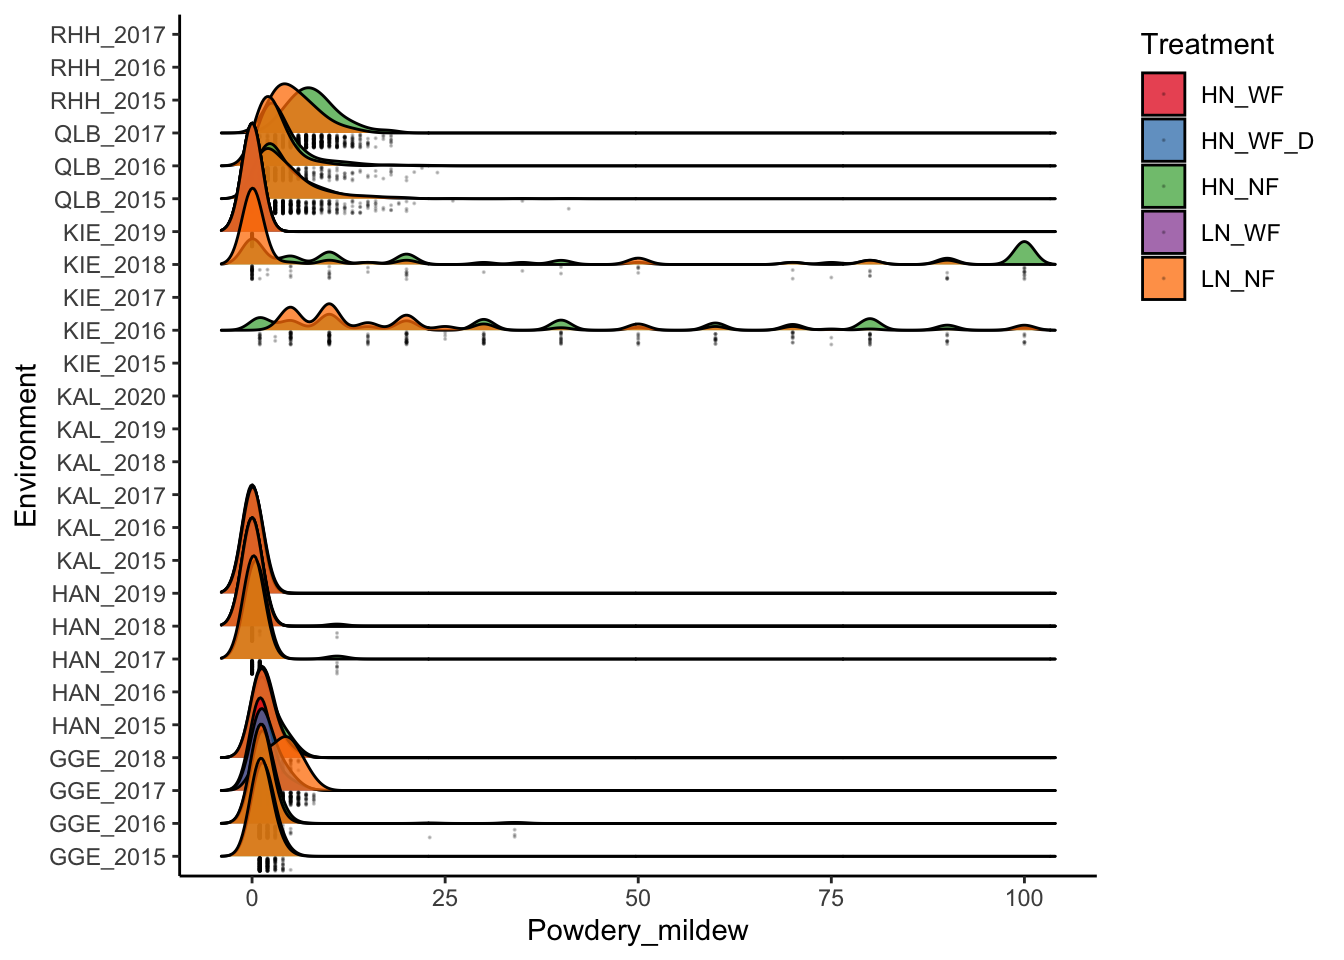 RHH_2017
RHH_2016
RHH_2015
QLB_2017
QLB_2016
QLB_2015
KIE_2019
KIE_2018
KIE_2017
KIE_2016
KIE_2015
KAL_2020
KAL_2019
KAL_2018
KAL_2017
KAL_2016
KAL_2015
HAN_2019
HAN_2018
HAN_2017
HAN_2016
HAN_2015
GGE_2018
GGE_2017
GGE_2016
GGE_2015
Environment
0 25 50 75 100
Powdery_mildew
Treatment
HN_WF
HN_WF_D
HN_NF
LN_WF
LN_NF